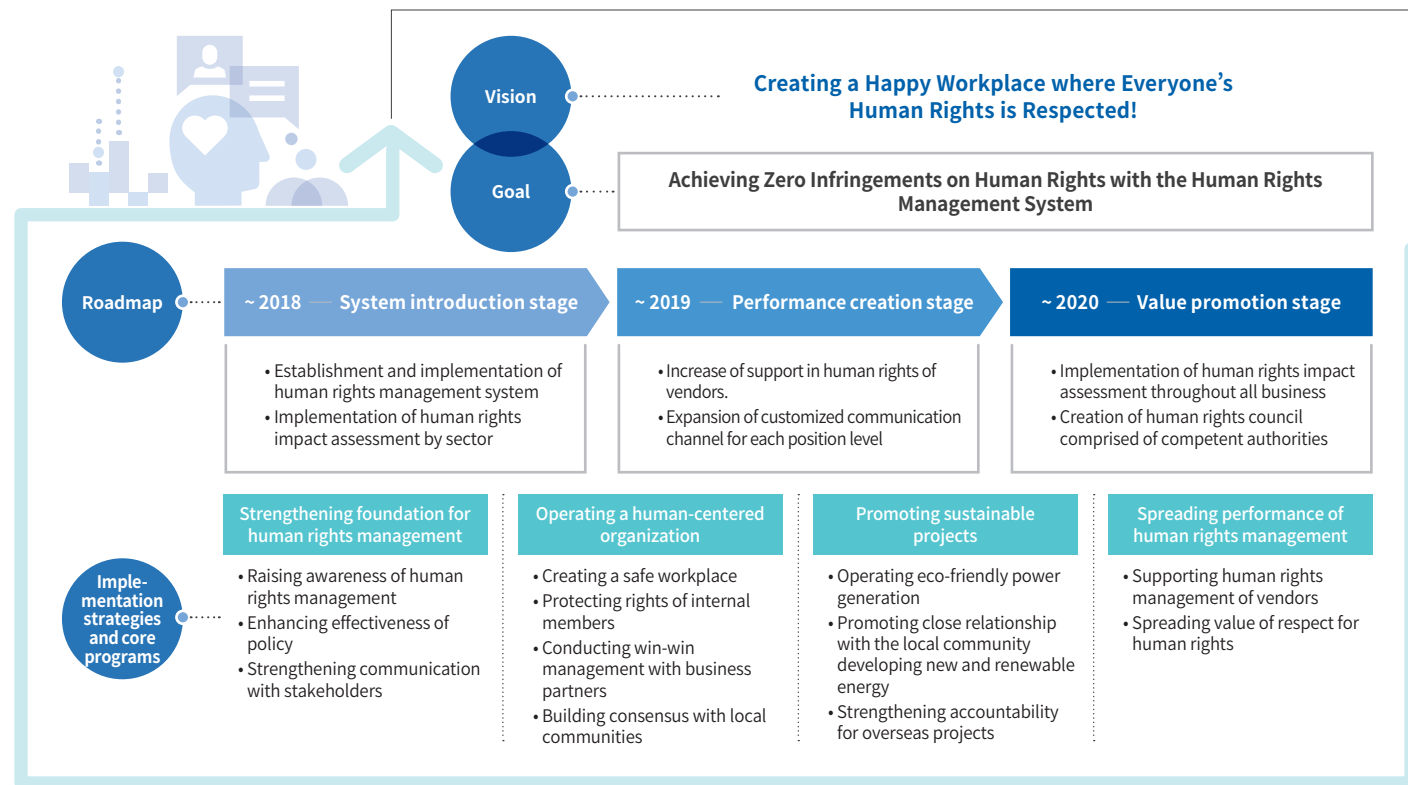 Vision
Creating a Happy Workplace where Everyone's
Human Rights is Respected!
Goal
Achieving Zero Infringements on Human Rights with the Human Rights
Management System
Roadmap
~ 2018 — System introduction stage
• Establishment and implementation of
human rights management system
• Implementation of human rights
impact assessment by sector
~ 2019 — Performance creation stage
• Increase of support in human rights of
vendors.
• Expansion of customized communication
channel for each position level
~ 2020 — Value promotion stage
• Implementation of human rights impact
assessment throughout all business
• Creation of human rights council
comprised of competent authorities
Imple-
mentation
strategies
and core
programs
Strengthening foundation for
human rights management
• Raising awareness of human
rights management
• Enhancing effectiveness of
policy
• Strengthening communication
with stakeholders
Operating a human-centered
organization
• Creating a safe workplace
• Protecting rights of internal
members
• Conducting win-win
management with business
partners
• Building consensus with local
communities
Promoting sustainable
projects
• Operating eco-friendly power
generation
• Promoting close relationship
with the local community
developing new and renewable
energy
• Strengthening accountability
for overseas projects
Spreading performance of
human rights management
• Supporting human rights
management of vendors
• Spreading value of respect for
human rights